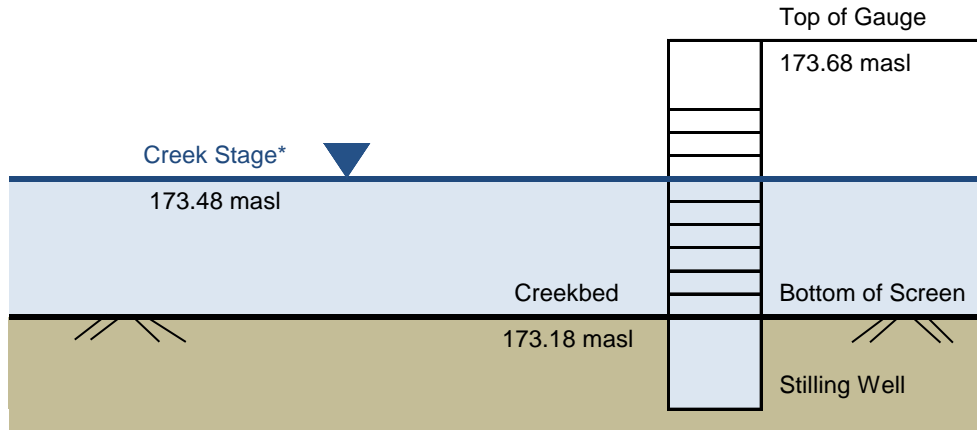 Top of Gauge
173.68 masl
Creek Stage*
173.48 masl
Creekbed
Bottom of Screen
173.18 masl
Stilling Well